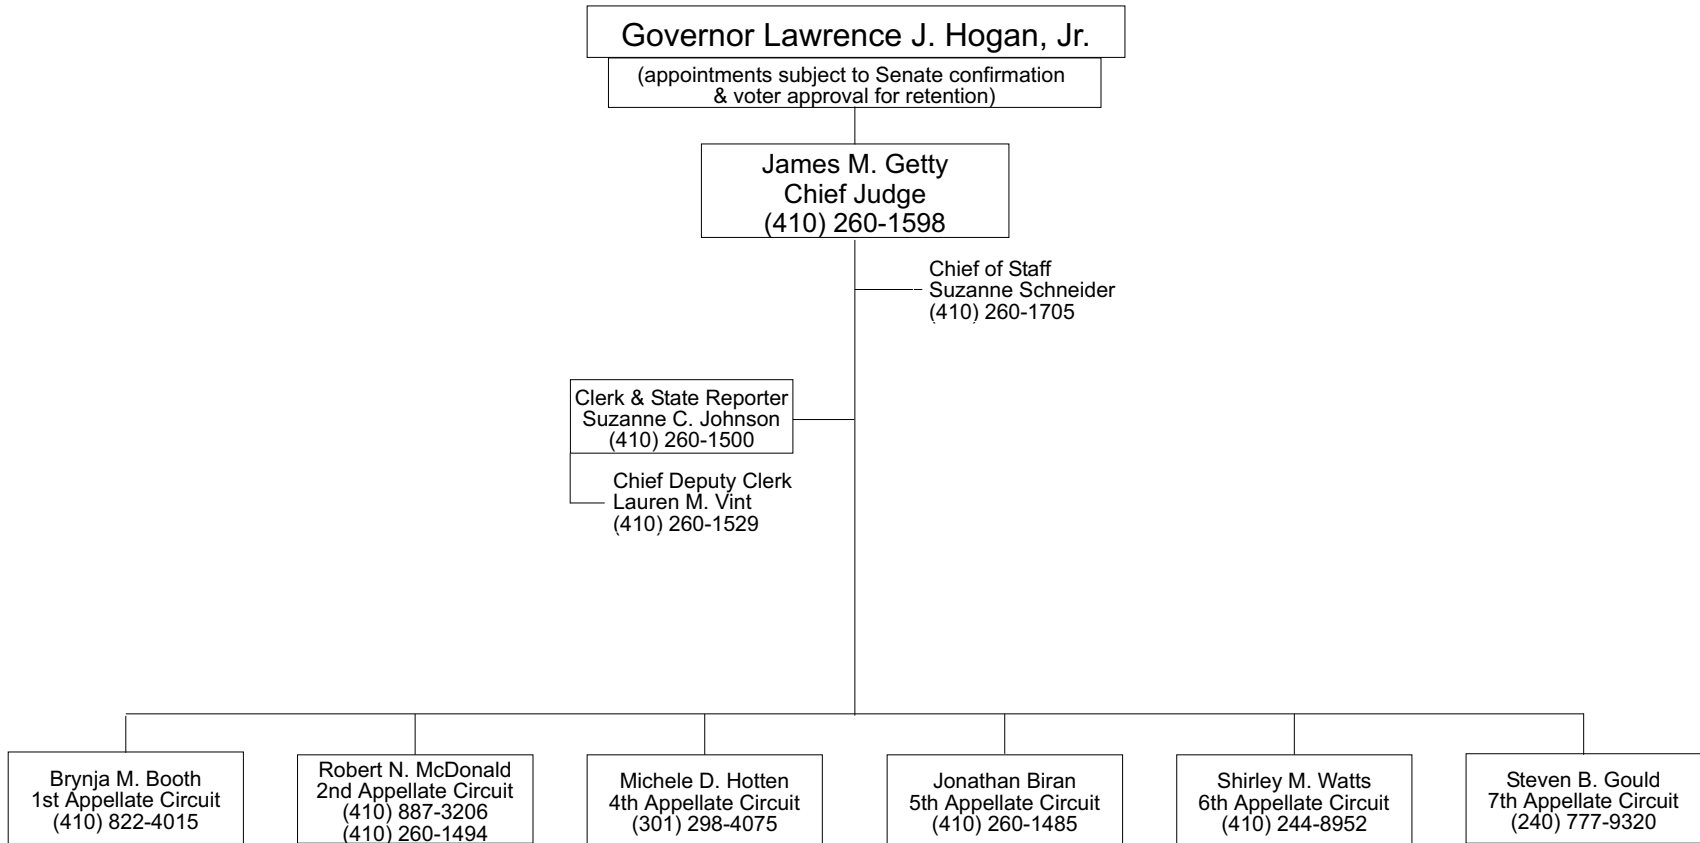 Governor Lawrence J. Hogan, Jr.
(appointments subject to Senate confirmation
& voter approval for retention)
James M. Getty
Chief Judge
(410) 260-1598
Chief of Staff
Suzanne Schneider
(410) 260-1705
Clerk & State Reporter
Suzanne C. Johnson
(410) 260-1500
Chief Deputy Clerk
Lauren M. Vint
(410) 260-1529
Brynja M. Booth
1st Appellate Circuit
(410) 822-4015
Robert N. McDonald
2nd Appellate Circuit
(410) 887-3206
(410) 260-1494
Michele D. Hotten
4th Appellate Circuit
(301) 298-4075
Jonathan Biran
5th Appellate Circuit
(410) 260-1485
Shirley M. Watts
6th Appellate Circuit
(410) 244-8952
Steven B. Gould
7th Appellate Circuit
(240) 777-9320